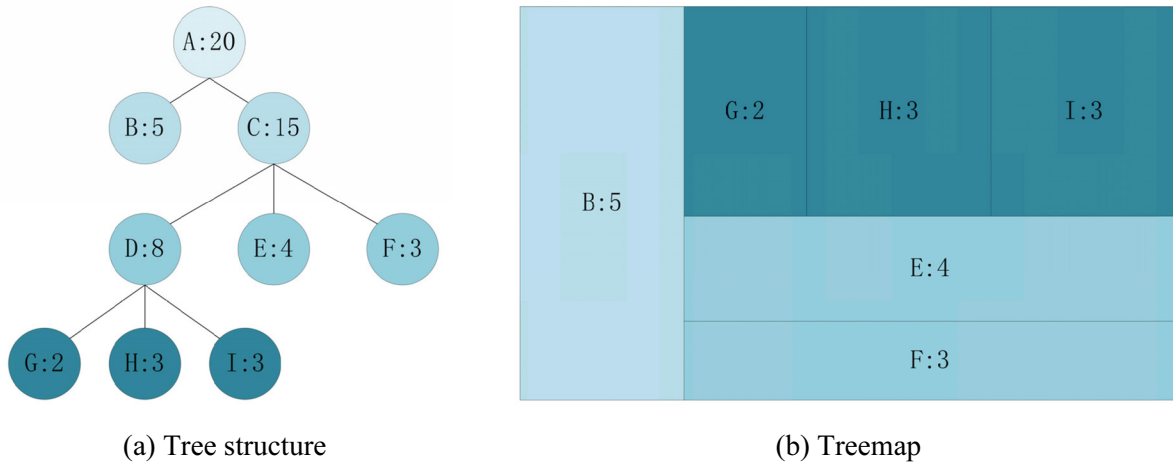 A:20
B:5
C:15
D:8
E:4
F:3
G:2
H:3
I:3
(a) Tree structure
G:2
H:3
I:3
B:5
E:4
F:3
(b) Treemap